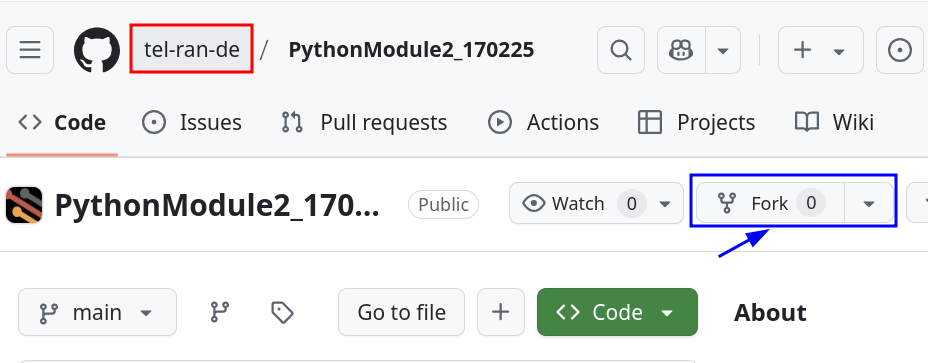 tel-ran-de / PythonModule2_170225
Code Issues Pull requests Actions Projects Wiki
PythonModule2_170... Public Watch 0 Fork 0
main Go to file Code About